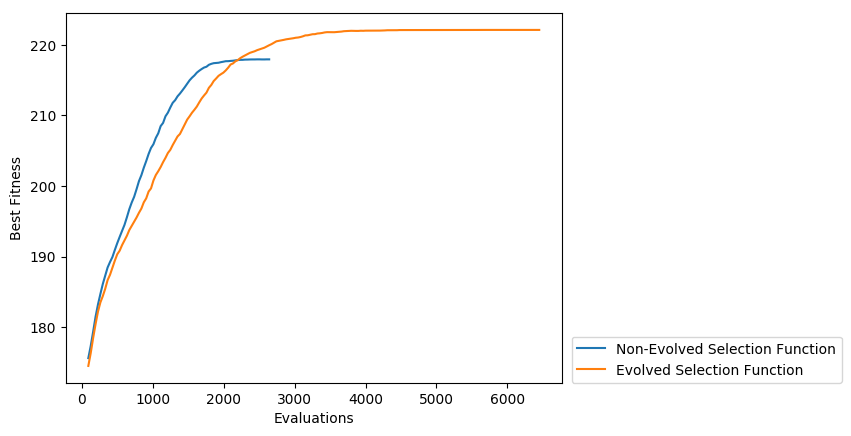 220
210
200
190
180
Best Fitness
0 1000 2000 3000 4000 5000 6000
Evaluations
Non-Evolved Selection Function
Evolved Selection Function